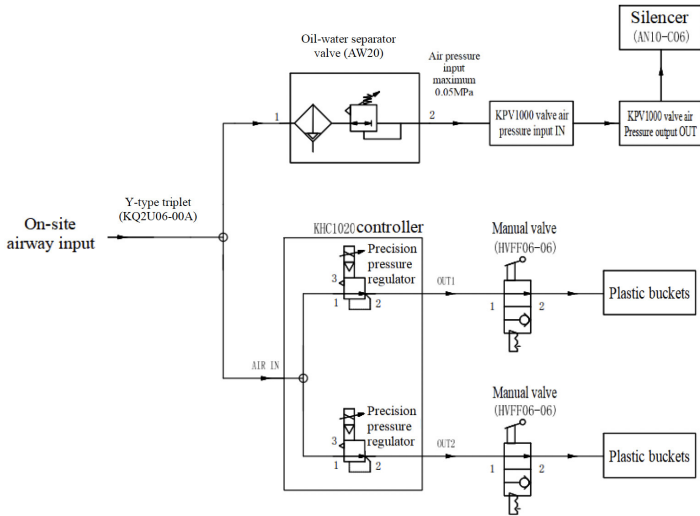 Silencer
(AN10-C06)
Oil-water separator
valve (AW20)
Air pressure
input
maximum
0.05MPa
1
2
KPV1000 valve air
pressure input IN
KPV1000 valve air
Pressure output OUT
Y-type triplet
(KQ2U06-00A)
On-site
airway input
KHC1020 controller
Precision
pressure
regulator
3
1
2
OUT1
Manual valve
(HVFF06-06)
1
2
Plastic buckets
AIR IN
Precision
pressure
regulator
3
1
2
OUT2
Manual valve
(HVFF06-06)
1
2
Plastic buckets